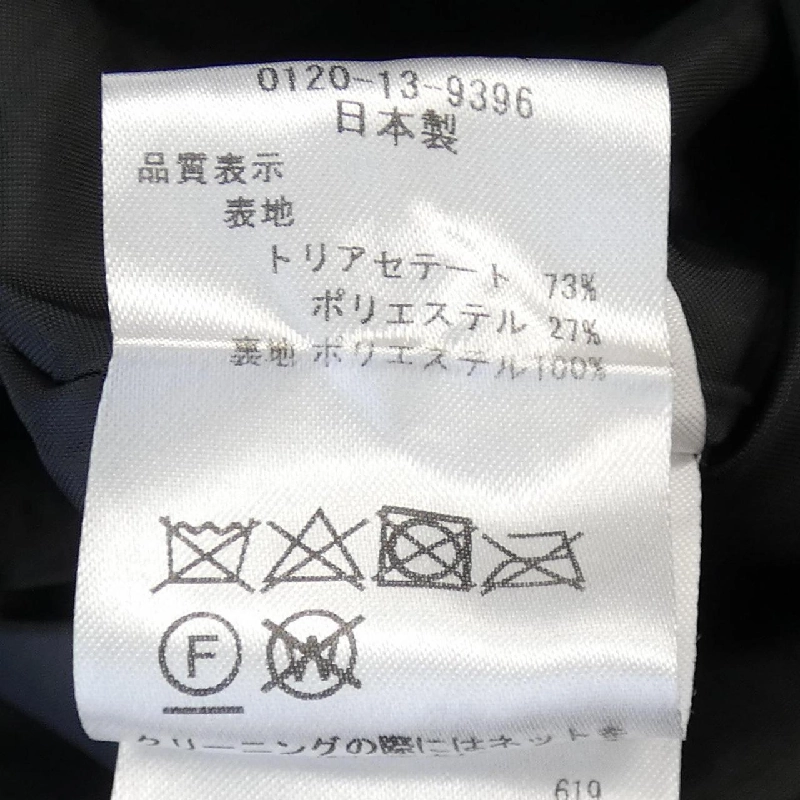 0120-13-9396
日本製
品質表示
表地
トリアセテート 73%
ポリエステル 27%
裏地 ポリエステル100%
F
W
クリーニングの際にはネットを
619